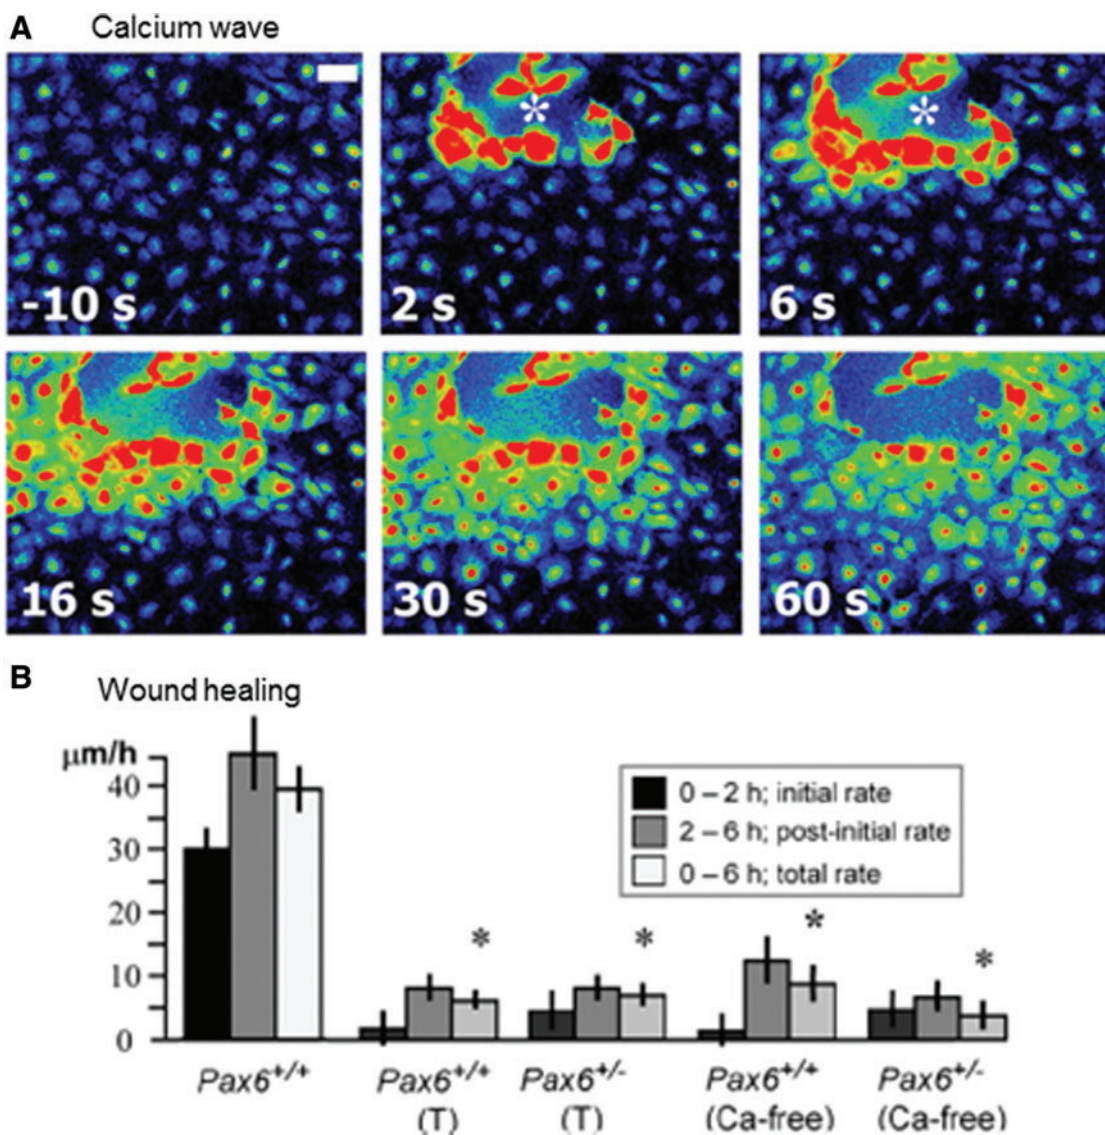 A Calcium wave
*
*
-10 s
2 s
6 s
16 s
30 s
60 s
B
Wound healing
μm/h
40
30
20
10
0
0 – 2 h; initial rate
2 – 6 h; post-initial rate
0 – 6 h; total rate
*
*
*
*
Pax6+/+
Pax6+/+
(T)
Pax6+/-
(T)
Pax6+/+
(Ca-free)
Pax6+/-
(Ca-free)